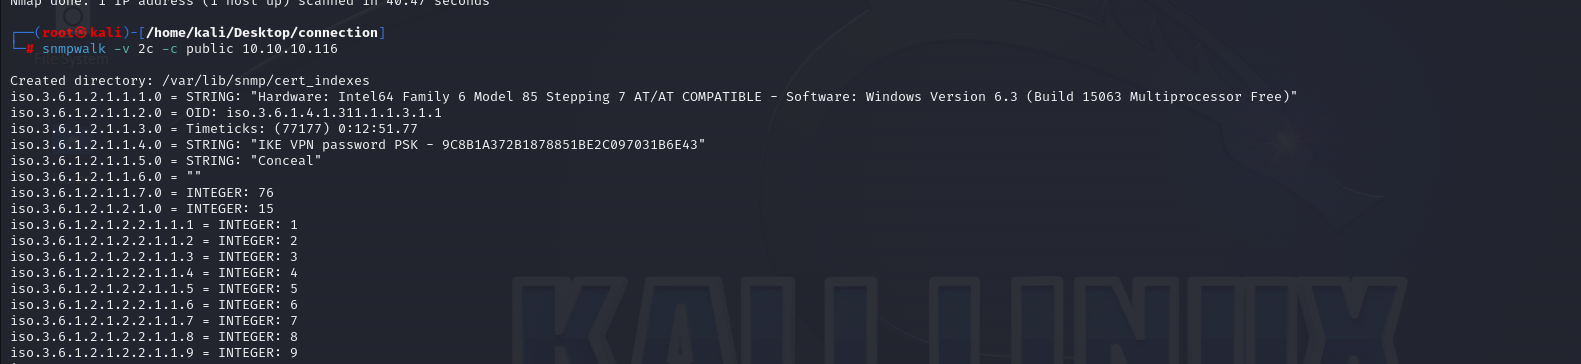 Nmap done: 1 IP address (1 host up) scanned in 40.47 seconds
┌──(root㉿kali)-[/home/kali/Desktop/connection]
└─# snmpwalk -v 2c -c public 10.10.10.116
File System
Created directory: /var/lib/snmp/cert_indexes
iso.3.6.1.2.1.1.1.0 = STRING: "Hardware: Intel64 Family 6 Model 85 Stepping 7 AT/AT COMPATIBLE - Software: Windows Version 6.3 (Build 15063 Multiprocessor Free)"
iso.3.6.1.2.1.1.2.0 = OID: iso.3.6.1.4.1.311.1.1.3.1.1
iso.3.6.1.2.1.1.3.0 = Timeticks: (77177) 0:12:51.77
iso.3.6.1.2.1.1.4.0 = STRING: "IKE VPN password PSK - 9C8B1A372B1878851BE2C097031B6E43"
iso.3.6.1.2.1.1.5.0 = STRING: "Conceal"
iso.3.6.1.2.1.1.6.0 = ""
iso.3.6.1.2.1.1.7.0 = INTEGER: 76
iso.3.6.1.2.1.2.1.0 = INTEGER: 15
iso.3.6.1.2.1.2.2.1.1.1 = INTEGER: 1
iso.3.6.1.2.1.2.2.1.1.2 = INTEGER: 2
iso.3.6.1.2.1.2.2.1.1.3 = INTEGER: 3
iso.3.6.1.2.1.2.2.1.1.4 = INTEGER: 4
iso.3.6.1.2.1.2.2.1.1.5 = INTEGER: 5
iso.3.6.1.2.1.2.2.1.1.6 = INTEGER: 6
iso.3.6.1.2.1.2.2.1.1.7 = INTEGER: 7
iso.3.6.1.2.1.2.2.1.1.8 = INTEGER: 8
iso.3.6.1.2.1.2.2.1.1.9 = INTEGER: 9
KALI LINUX